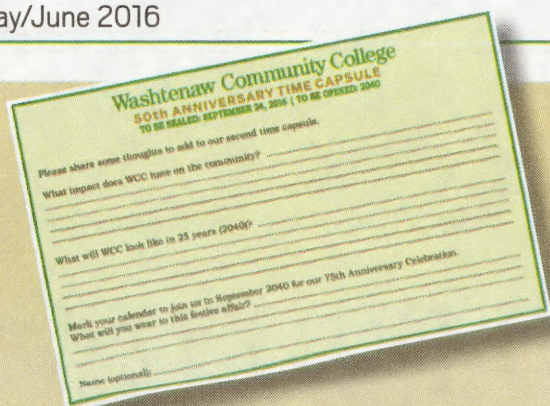 ay/June 2016
Washtenaw Community College
50th ANNIVERSARY TIME CAPSULE
TO BE SEALED: SEPTEMBER 24, 2016 | TO BE OPENED: 2040
Please share some thoughts to add to our second time capsule.
What impact does WCC have on the community?
What will WCC look like in 25 years (2040)?
Mark your calendar to join us in September 2040 for our 75th Anniversary Celebration.
What will you wear to this festive affair?
Name (optional):